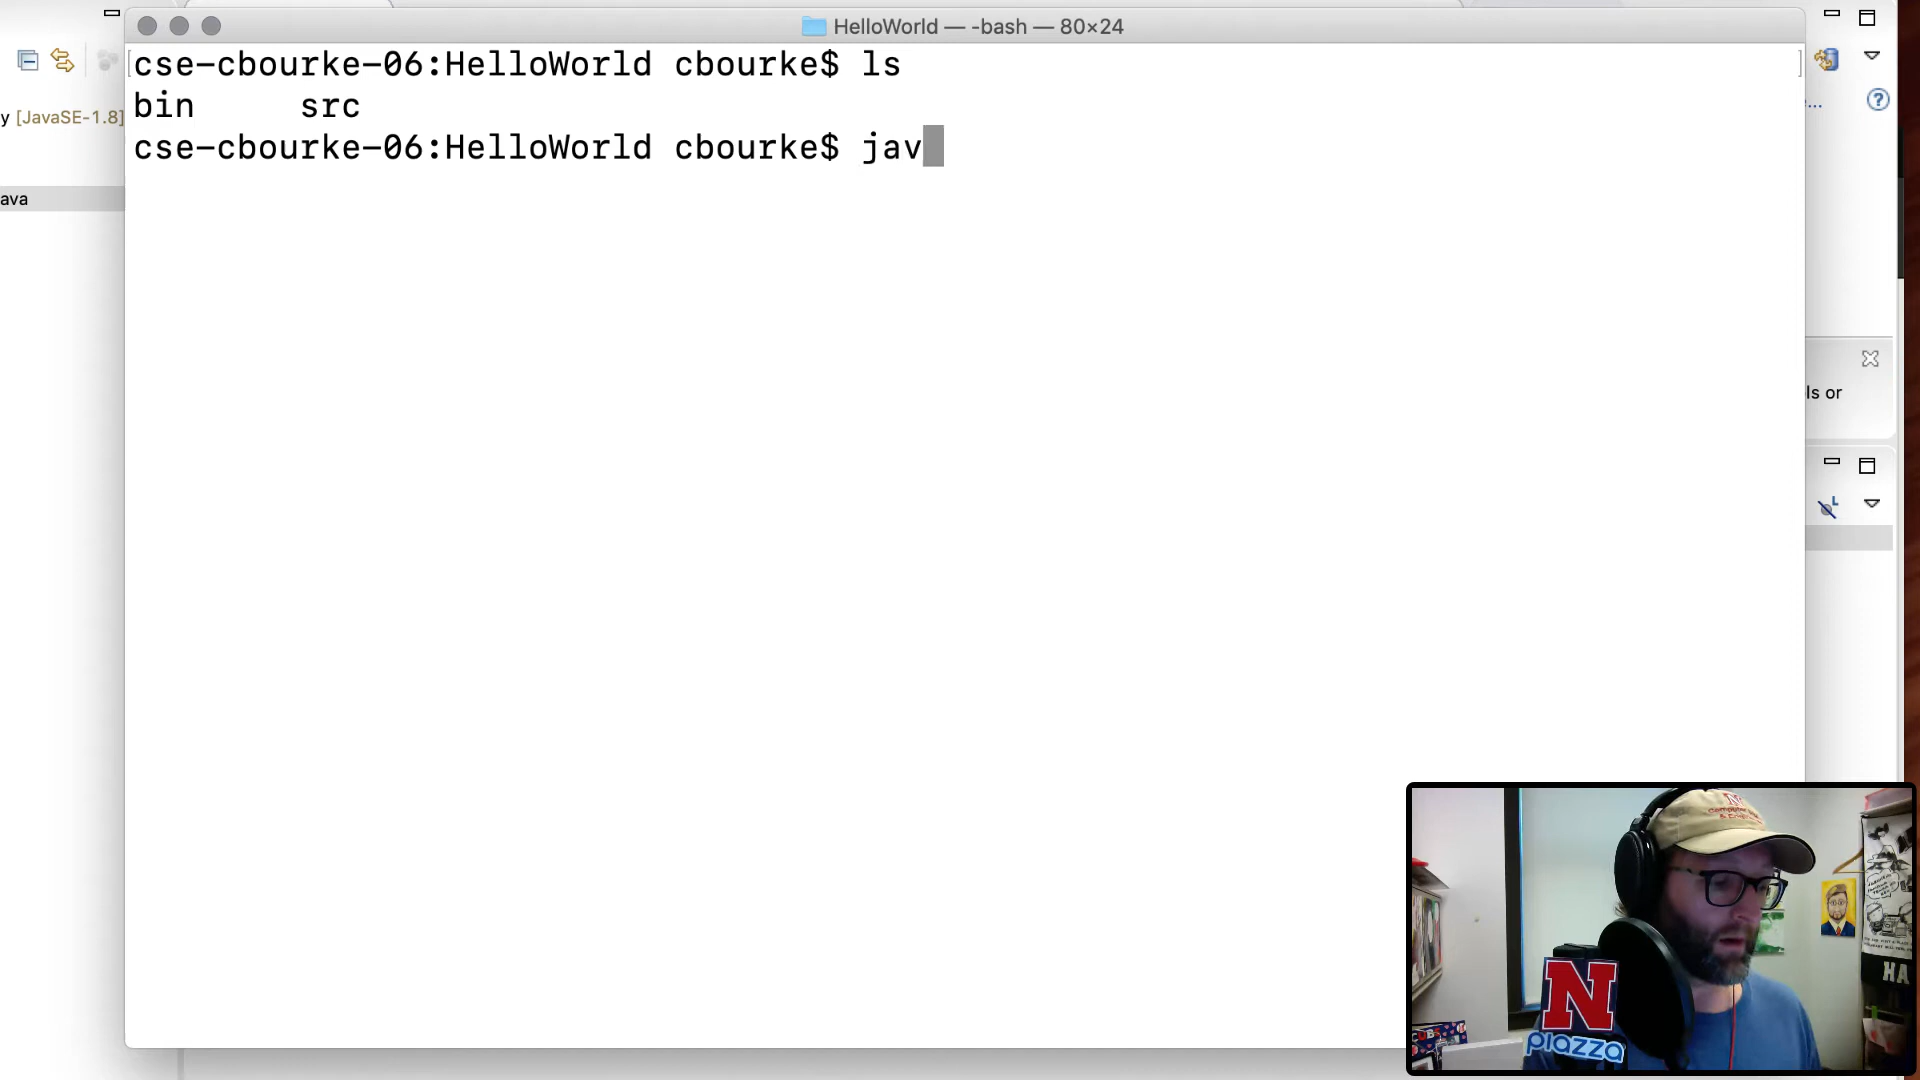 HelloWorld — -bash — 80×24
cse-cbourke-06:HelloWorld cbourke$ ls
bin src
cse-cbourke-06:HelloWorld cbourke$ jav
y [JavaSE-1.8]
ava
...
ls or
N
piazza
HA
CUBS